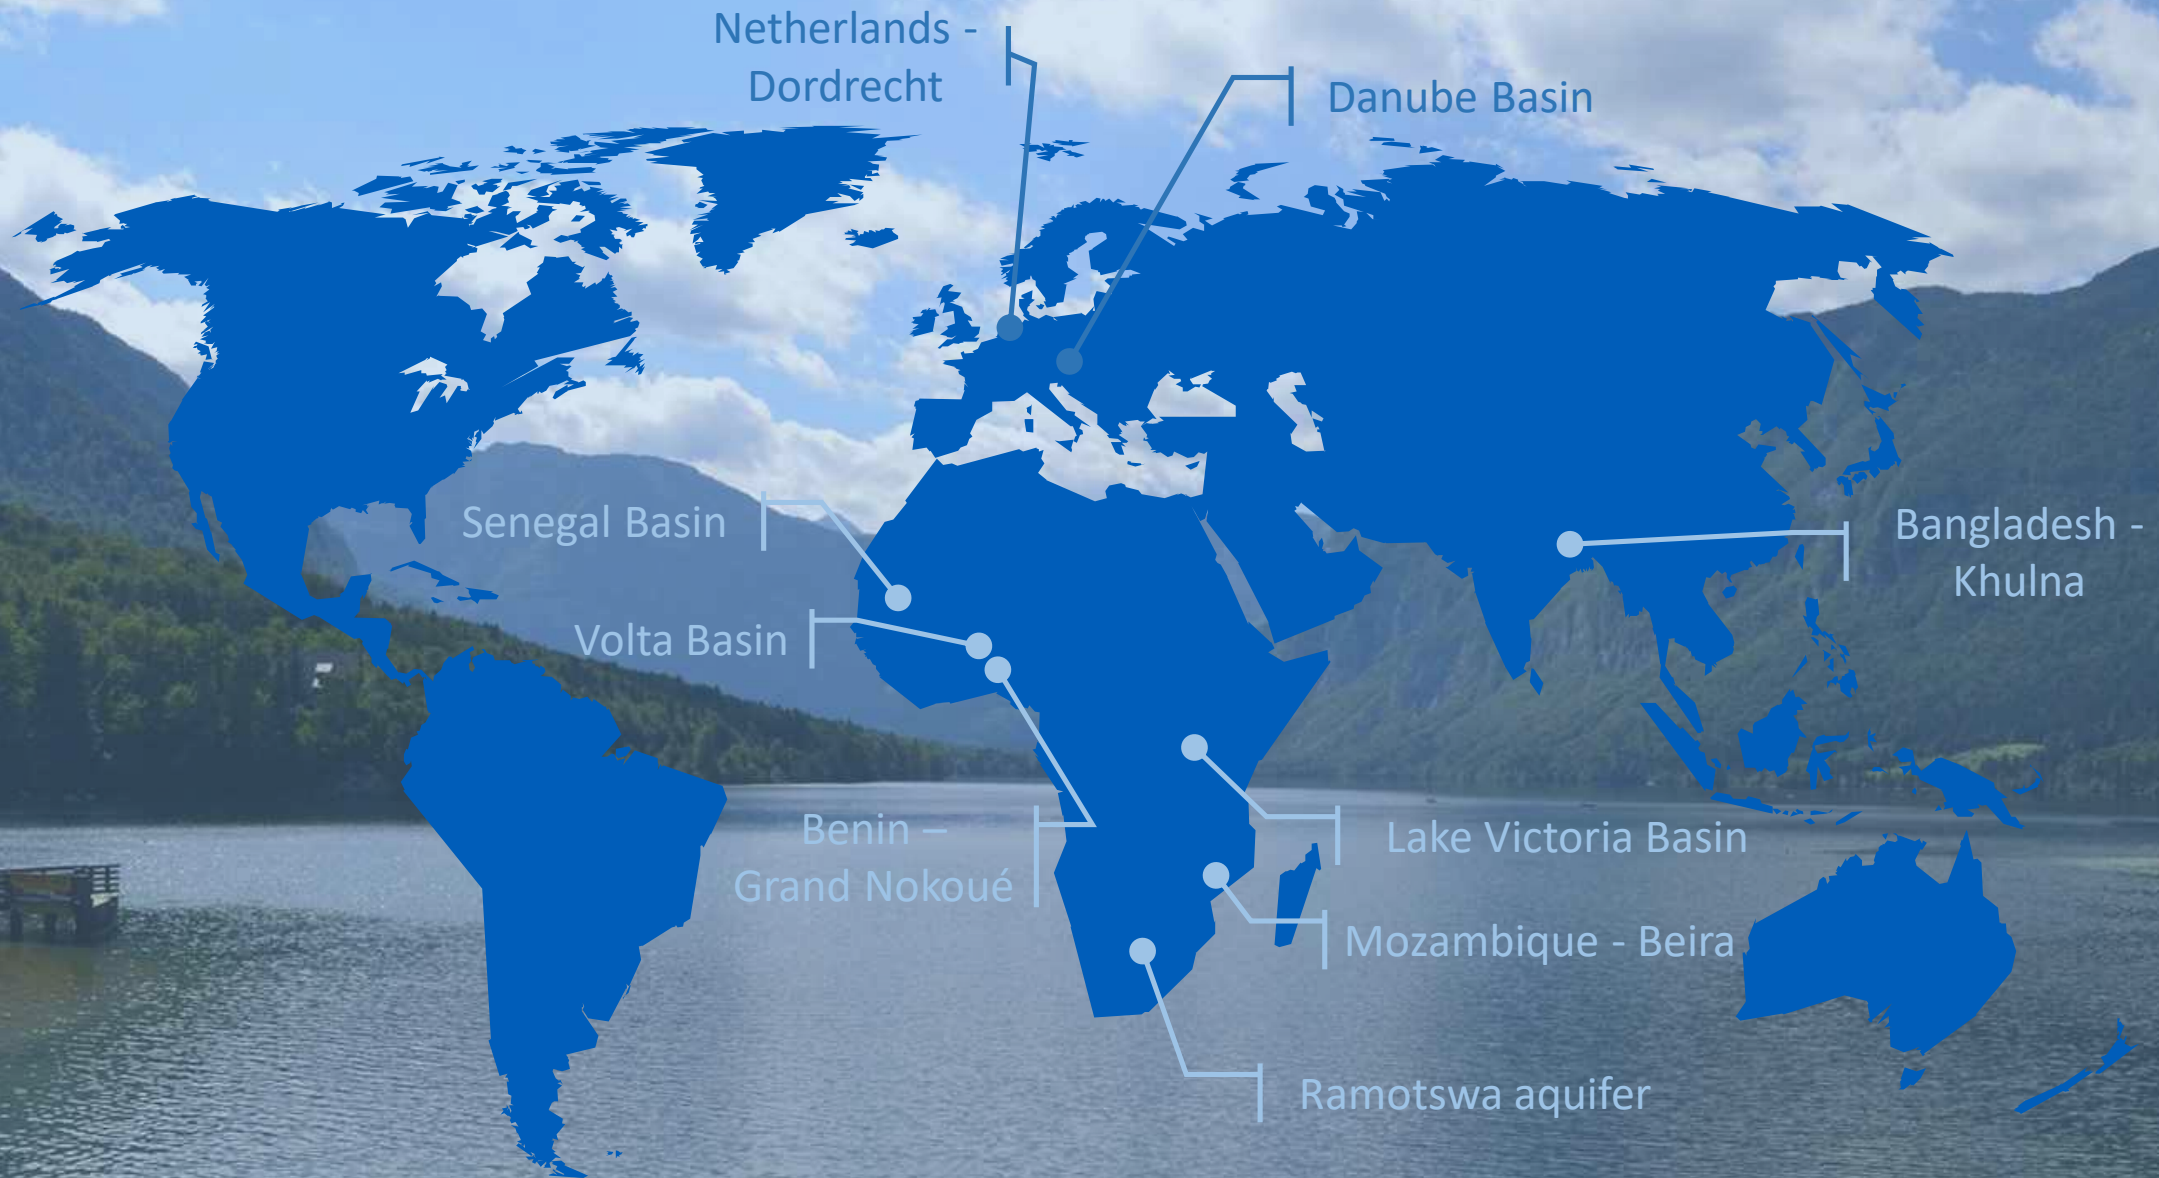 Netherlands -
Dordrecht
Danube Basin
Senegal Basin
Bangladesh -
Khulna
Volta Basin
Benin –
Grand Nokoué
Lake Victoria Basin
Mozambique - Beira
Ramotswa aquifer